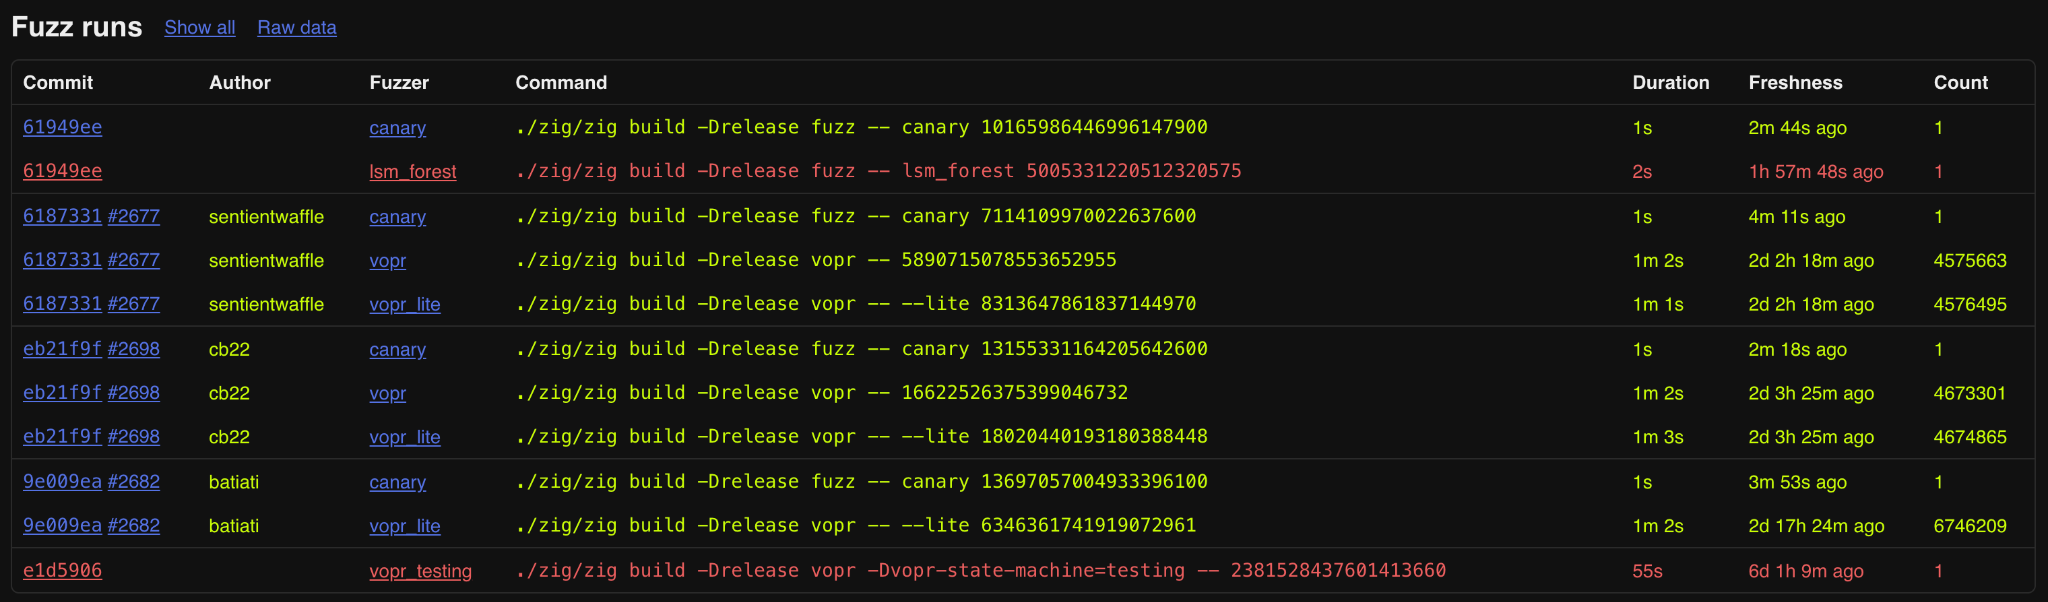 Fuzz runs Show all Raw data
Commit Author Fuzzer Command Duration Freshness Count
61949ee canary ./zig/zig build -Drelease fuzz -- canary 10165986446996147900 1s 2m 44s ago 1
61949ee lsm_forest ./zig/zig build -Drelease fuzz -- lsm_forest 5005331220512320575 2s 1h 57m 48s ago 1
6187331 #2677 sentientwaffle canary ./zig/zig build -Drelease fuzz -- canary 7114109970022637600 1s 4m 11s ago 1
6187331 #2677 sentientwaffle vopr ./zig/zig build -Drelease vopr -- 5890715078553652955 1m 2s 2d 2h 18m ago 4575663
6187331 #2677 sentientwaffle vopr_lite ./zig/zig build -Drelease vopr -- --lite 8313647861837144970 1m 1s 2d 2h 18m ago 4576495
eb21f9f #2698 cb22 canary ./zig/zig build -Drelease fuzz -- canary 13155331164205642600 1s 2m 18s ago 1
eb21f9f #2698 cb22 vopr ./zig/zig build -Drelease vopr -- 16622526375399046732 1m 2s 2d 3h 25m ago 4673301
eb21f9f #2698 cb22 vopr_lite ./zig/zig build -Drelease vopr -- --lite 18020440193180388448 1m 3s 2d 3h 25m ago 4674865
9e009ea #2682 batiati canary ./zig/zig build -Drelease fuzz -- canary 13697057004933396100 1s 3m 53s ago 1
9e009ea #2682 batiati vopr_lite ./zig/zig build -Drelease vopr -- --lite 6346361741919072961 1m 2s 2d 17h 24m ago 6746209
e1d5906 vopr_testing ./zig/zig build -Drelease vopr -Dvopr-state-machine=testing -- 2381528437601413660 55s 6d 1h 9m ago 1